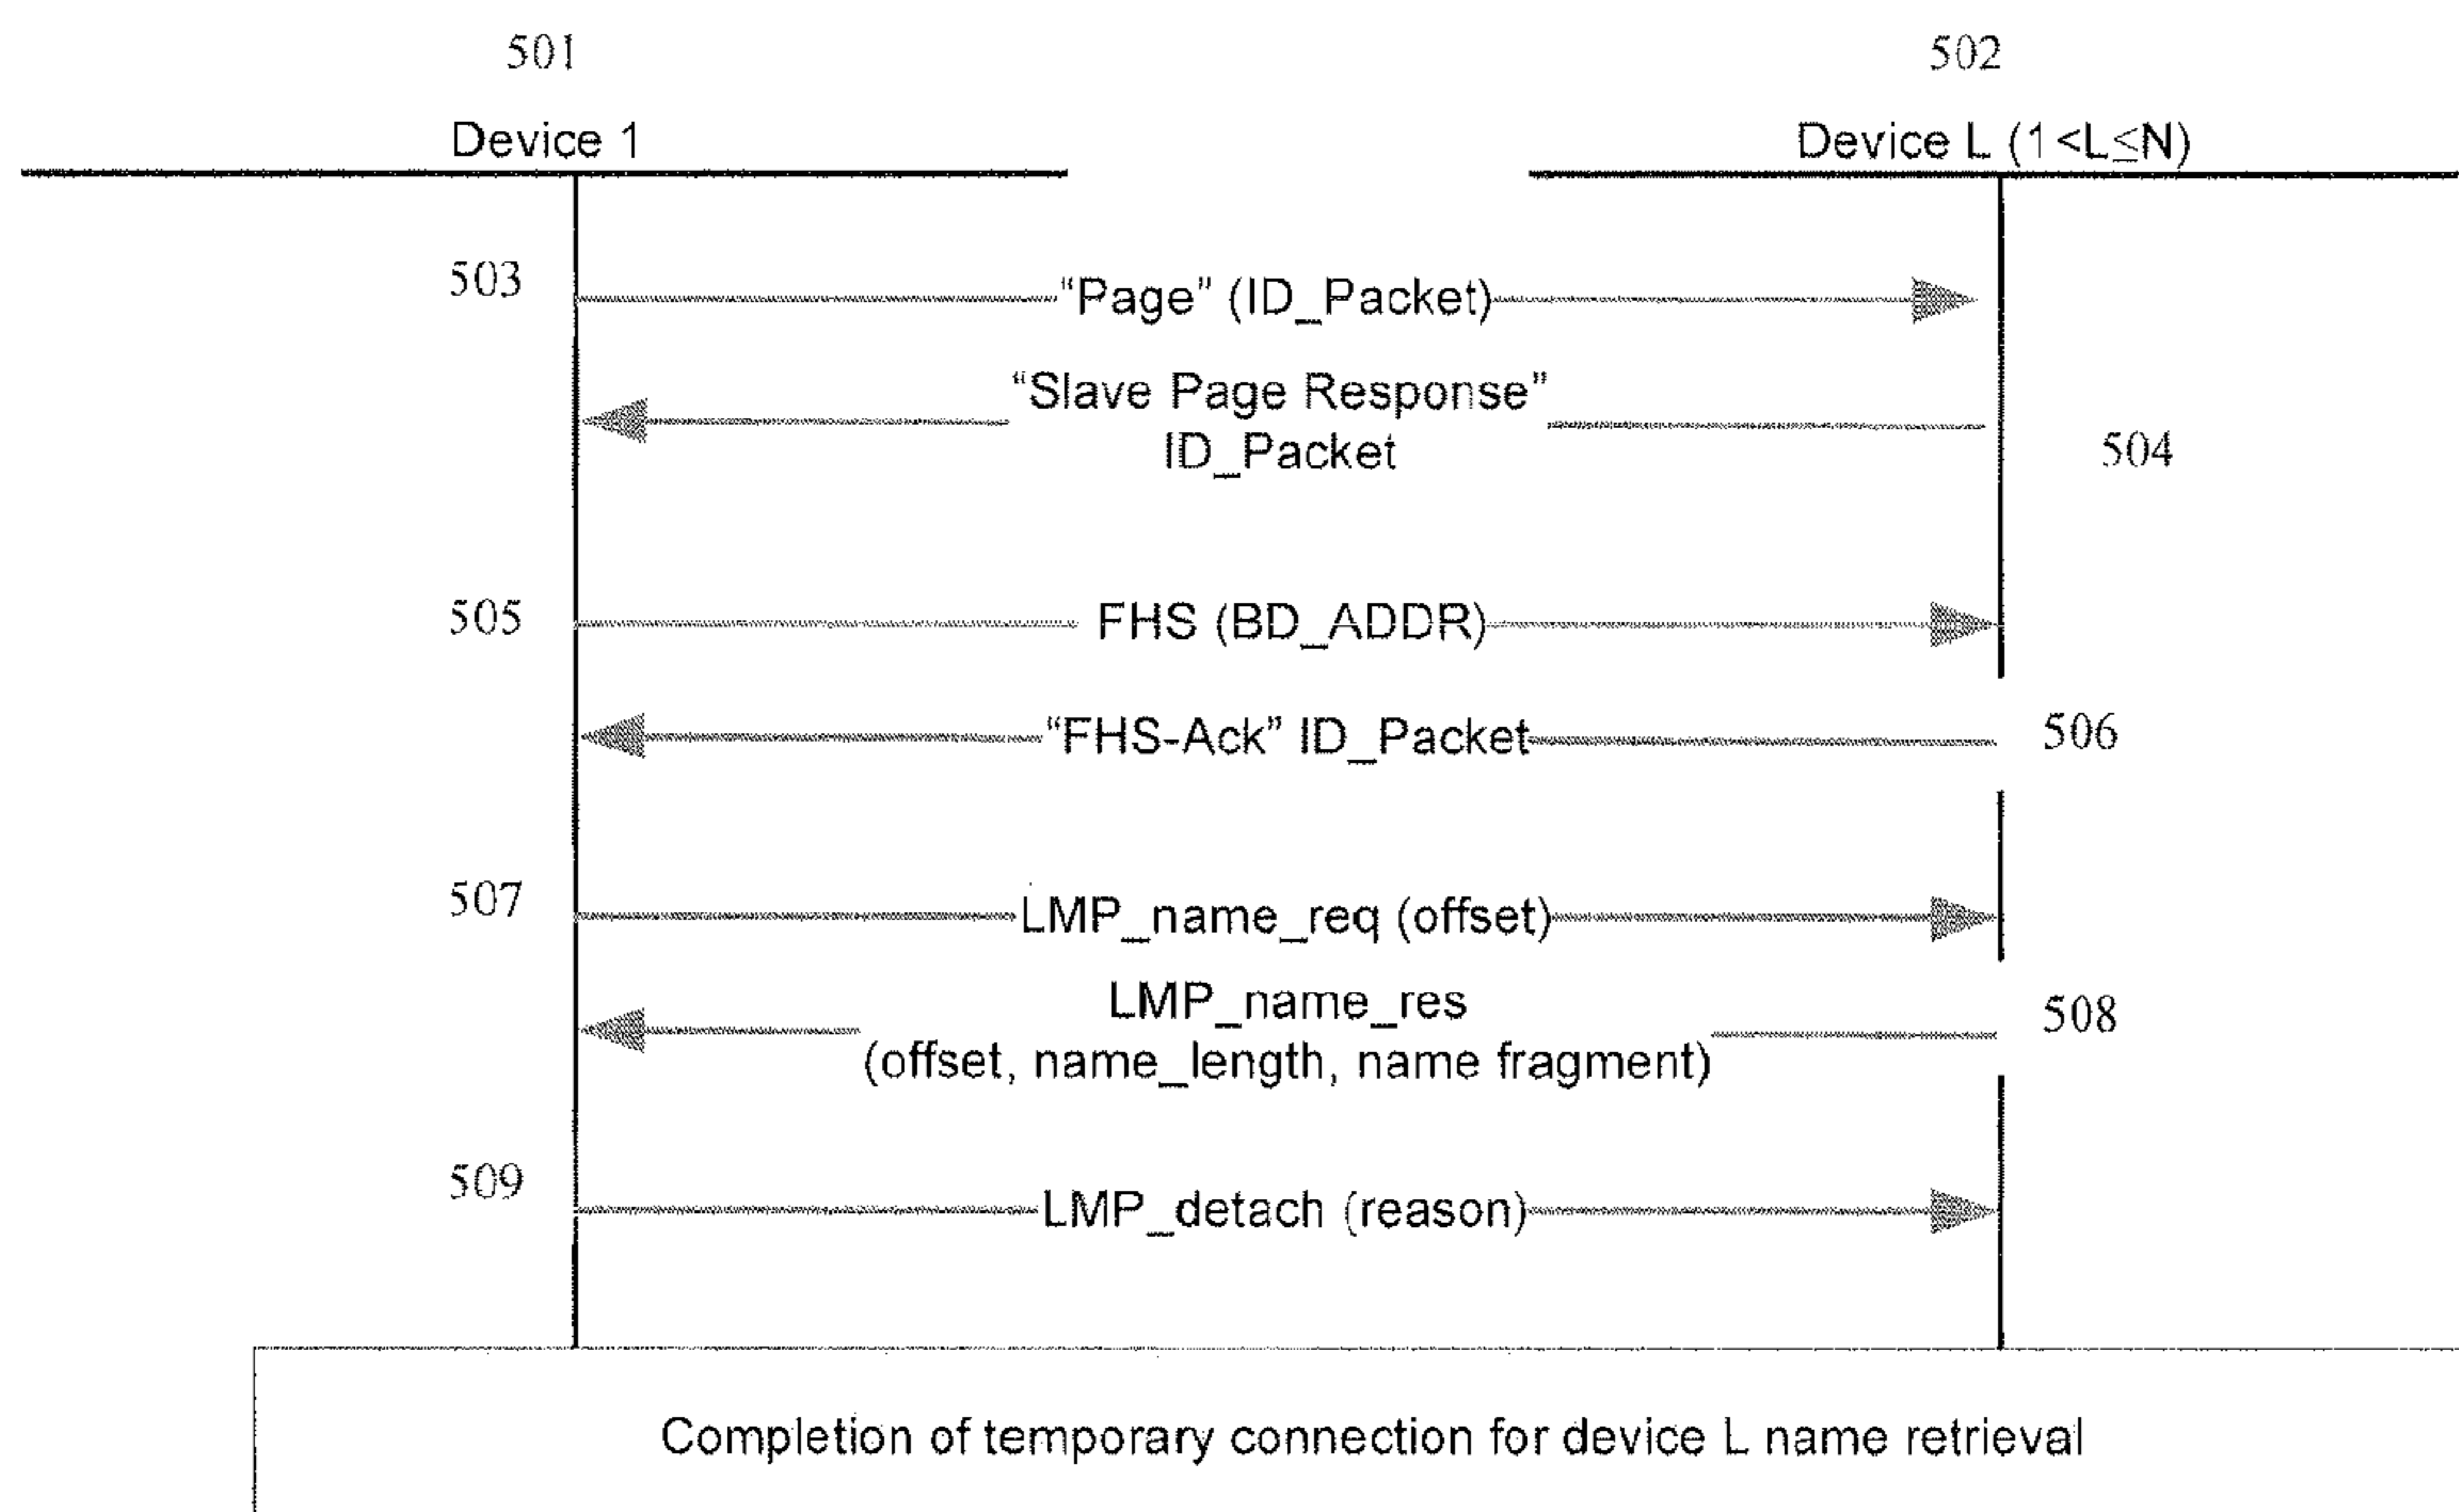 501
502
Device 1
Device L (1<L≤N)
503
"Page" (ID_Packet)
"Slave Page Response"
ID_Packet
504
505
FHS (BD_ADDR)
"FHS-Ack" ID_Packet
506
507
LMP_name_req (offset)
LMP_name_res
(offset, name_length, name fragment)
508
509
LMP_detach (reason)
Completion of temporary connection for device L name retrieval